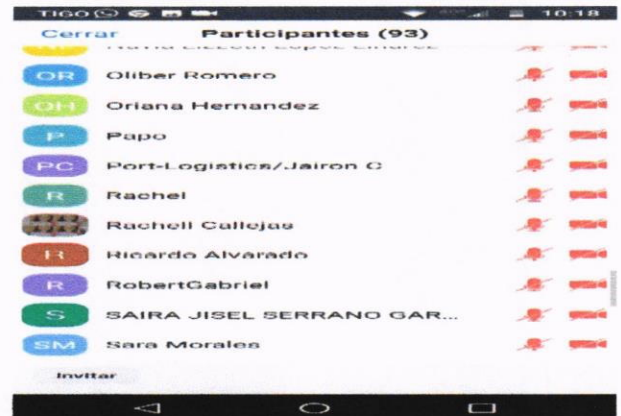 TIGO 10:18
Cerrar Participantes (93)
OR Oliber Romero
OH Oriana Hernandez
P Papo
PC Port-Logistics/Jairon C
R Rachel
Rachell Callejas
R Ricardo Alvarado
R RobertGabriel
S SAIRA JISEL SERRANO GAR...
SM Sara Morales
Invitar